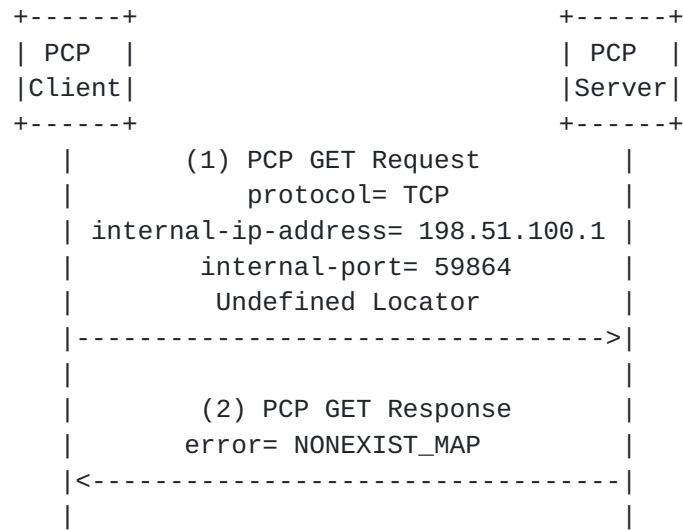 +------+ +------+
| PCP | | PCP |
|Client| |Server|
+------+ +------+
| (1) PCP GET Request |
| protocol= TCP |
| internal-ip-address= 198.51.100.1 |
| internal-port= 59864 |
| Undefined Locator |
|---------------------------------->|
| |
| (2) PCP GET Response |
| error= NONEXIST_MAP |
|<----------------------------------|
| |